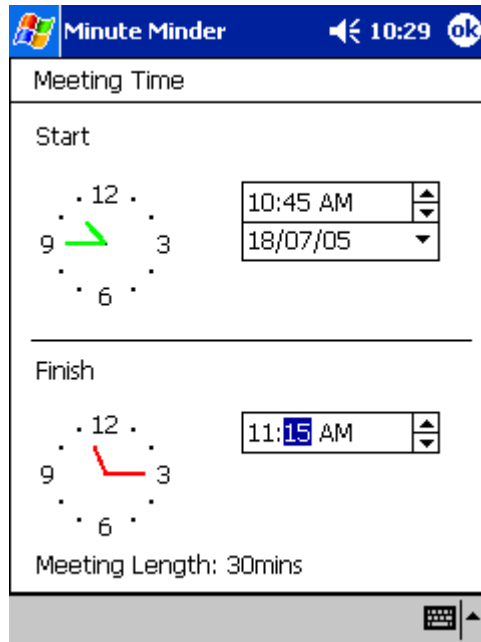 Minute Minder 10:29 ok
Meeting Time
Start
12
9 3
6
10:45 AM
18/07/05
Finish
12
9 3
6
11:15 AM
Meeting Length: 30mins